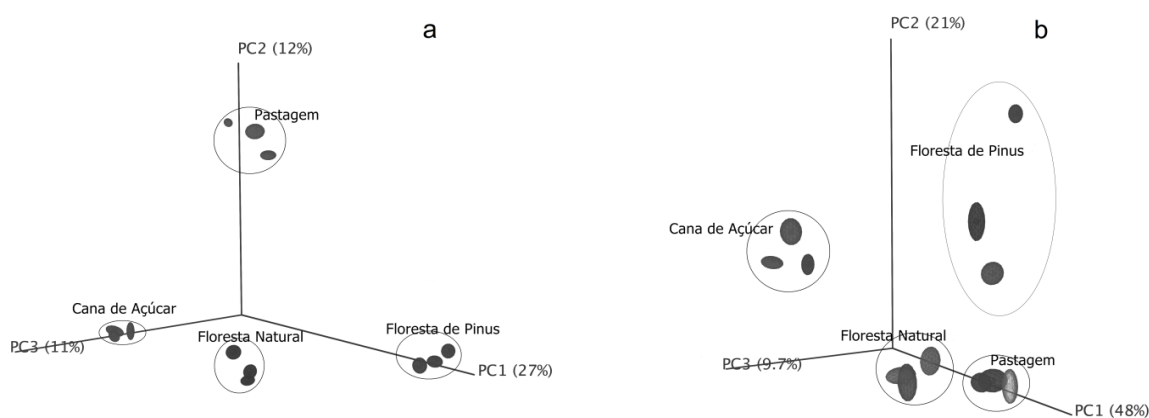 a
PC2 (12%)
Pastagem
Cana de Açúcar
Floresta Natural
Floresta de Pinus
PC3 (11%)
PC1 (27%)
b
PC2 (21%)
Floresta de Pinus
Cana de Açúcar
Floresta Natural
Pastagem
PC3 (9.7%)
PC1 (48%)